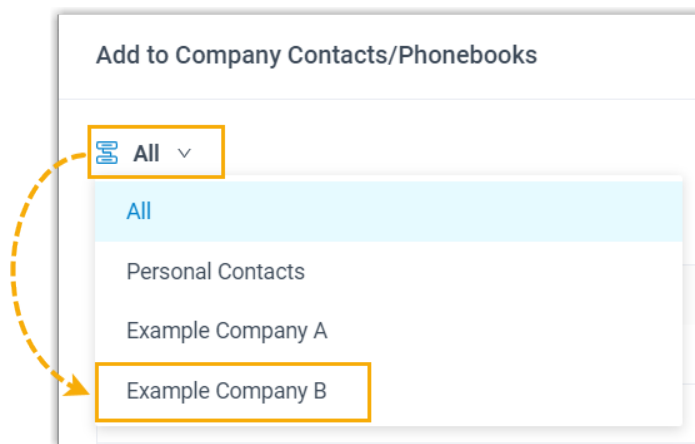 Add to Company Contacts/Phonebooks
All
All
Personal Contacts
Example Company A
Example Company B